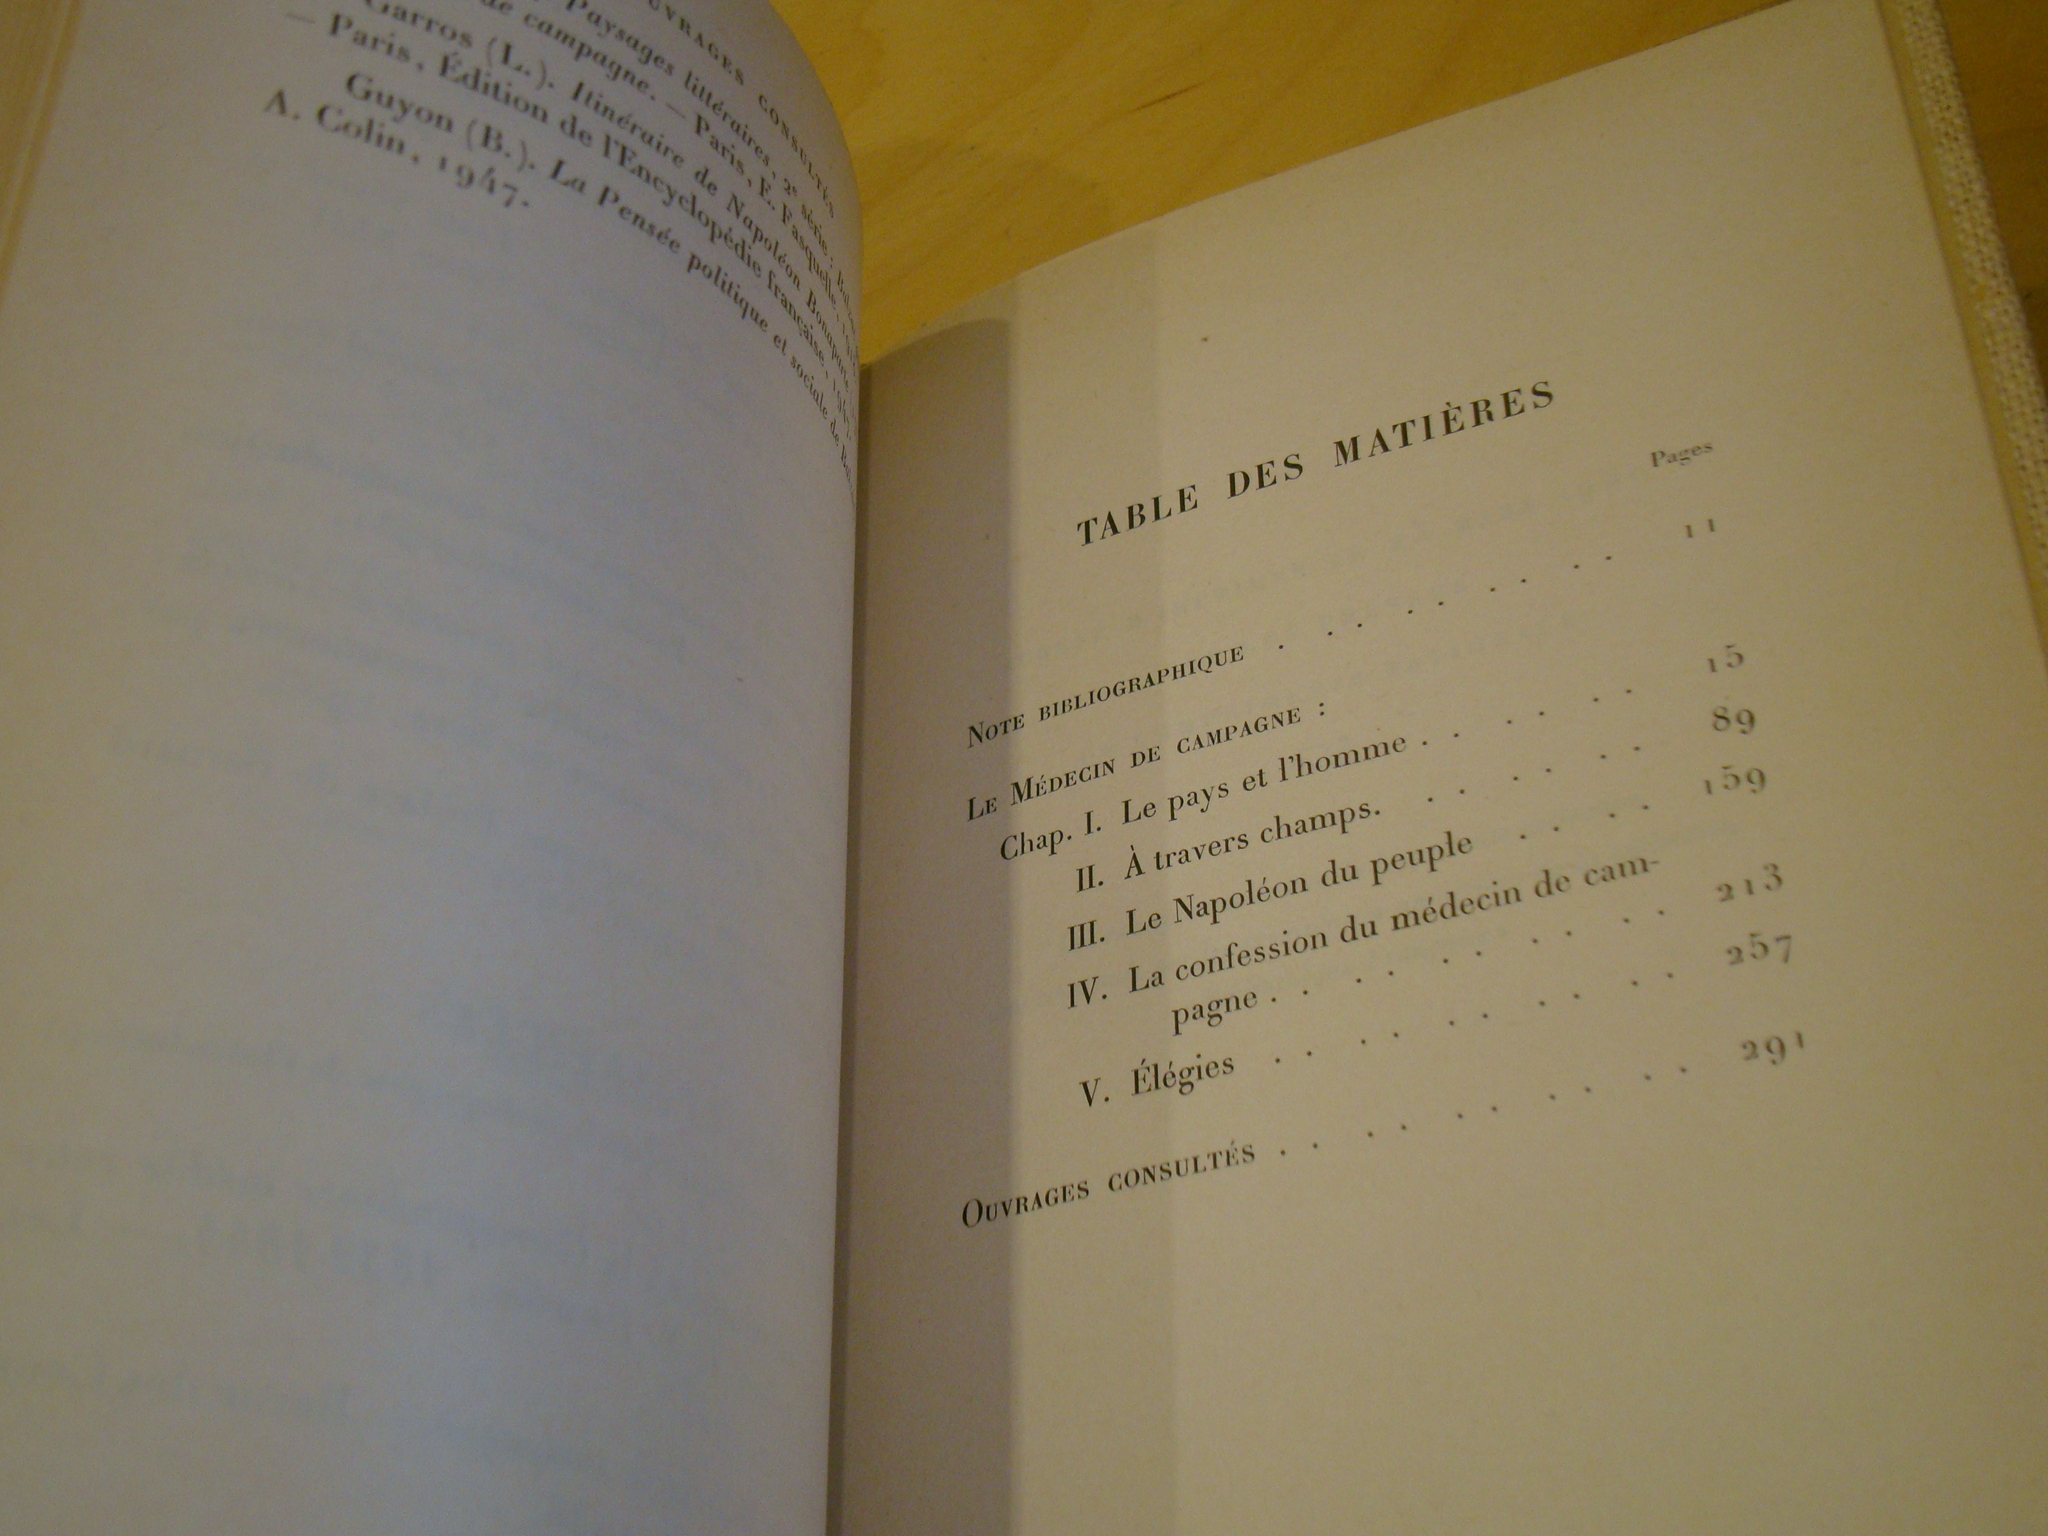 OUVRAGES CONSULTÉS
Paysages littéraires, 2e série :
de campagne. — Paris, E. Fasquelle,
Garros (L.). Itinéraire de Napoléon Bonaparte.
— Paris, Édition de l'Encyclopédie française, 1947.
Guyon (B.). La Pensée politique et sociale de
A. Colin, 1947.
TABLE DES MATIÈRES
Pages
NOTE BIBLIOGRAPHIQUE . . . . . . . . . 11
LE MÉDECIN DE CAMPAGNE :
Chap. I. Le pays et l'homme . . . . . . 15
II. À travers champs. . . . . . . 89
III. Le Napoléon du peuple . . . . 159
IV. La confession du médecin de cam-
pagne . . . . . . . . . . 213
V. Élégies . . . . . . . . . . 257
OUVRAGES CONSULTÉS . . . . . . . . . . 291